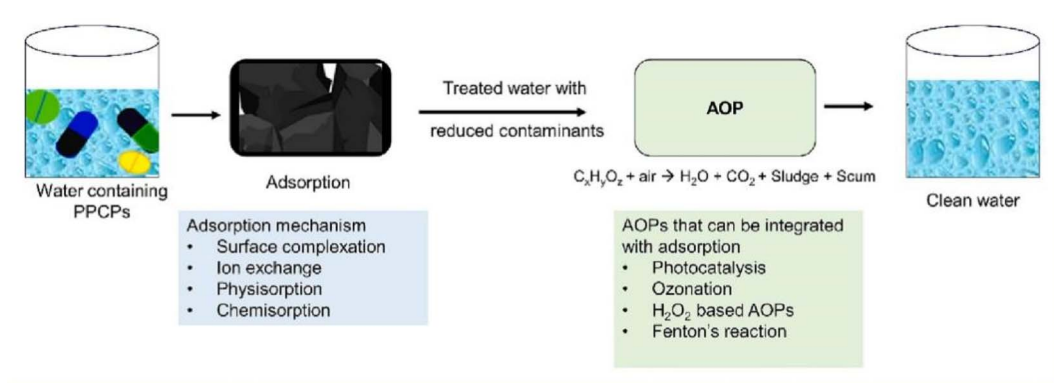 Water containing
PPCPs
Adsorption
Treated water with
reduced contaminants
AOP
CₓHᵧO_z + air → H₂O + CO₂ + Sludge + Scum
Clean water
Adsorption mechanism
• Surface complexation
• Ion exchange
• Physisorption
• Chemisorption
AOPs that can be integrated
with adsorption
• Photocatalysis
• Ozonation
• H₂O₂ based AOPs
• Fenton's reaction